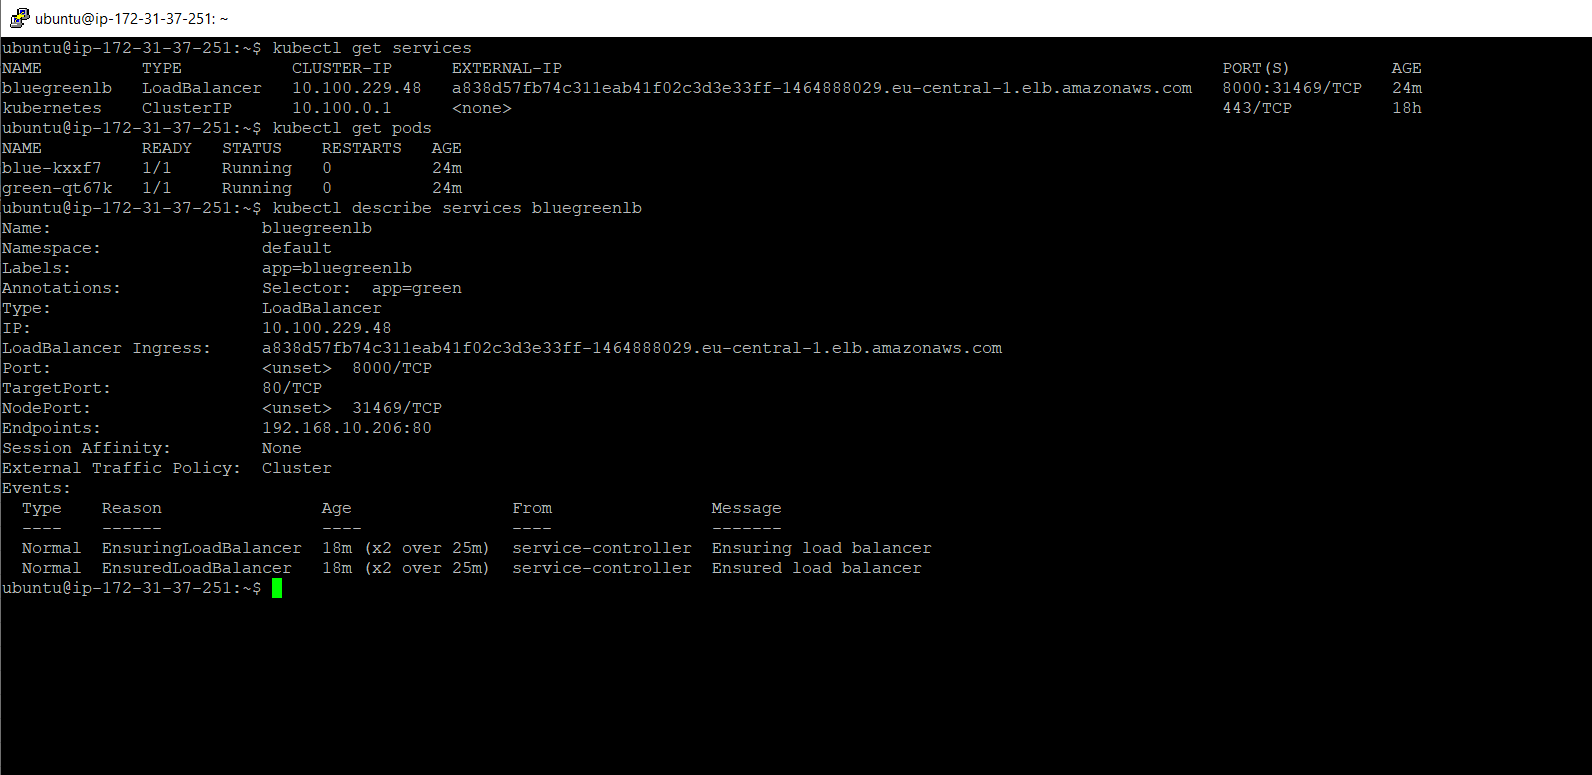 ubuntu@ip-172-31-37-251: ~
ubuntu@ip-172-31-37-251:~$ kubectl get services
NAME           TYPE           CLUSTER-IP      EXTERNAL-IP                                                                  PORT(S)          AGE
bluegreenlb    LoadBalancer   10.100.229.48   a838d57fb74c311eab41f02c3d3e33ff-1464888029.eu-central-1.elb.amazonaws.com   8000:31469/TCP   24m
kubernetes     ClusterIP      10.100.0.1      <none>                                                                       443/TCP          18h
ubuntu@ip-172-31-37-251:~$ kubectl get pods
NAME          READY   STATUS    RESTARTS   AGE
blue-kxxf7    1/1     Running   0          24m
green-qt67k   1/1     Running   0          24m
ubuntu@ip-172-31-37-251:~$ kubectl describe services bluegreenlb
Name:                     bluegreenlb
Namespace:                default
Labels:                   app=bluegreenlb
Annotations:              Selector:  app=green
Type:                     LoadBalancer
IP:                       10.100.229.48
LoadBalancer Ingress:     a838d57fb74c311eab41f02c3d3e33ff-1464888029.eu-central-1.elb.amazonaws.com
Port:                     <unset>  8000/TCP
TargetPort:               80/TCP
NodePort:                 <unset>  31469/TCP
Endpoints:                192.168.10.206:80
Session Affinity:         None
External Traffic Policy:  Cluster
Events:
  Type    Reason                Age                From                Message
  ----    ------                ----               ----                -------
  Normal  EnsuringLoadBalancer  18m (x2 over 25m)  service-controller  Ensuring load balancer
  Normal  EnsuredLoadBalancer   18m (x2 over 25m)  service-controller  Ensured load balancer
ubuntu@ip-172-31-37-251:~$